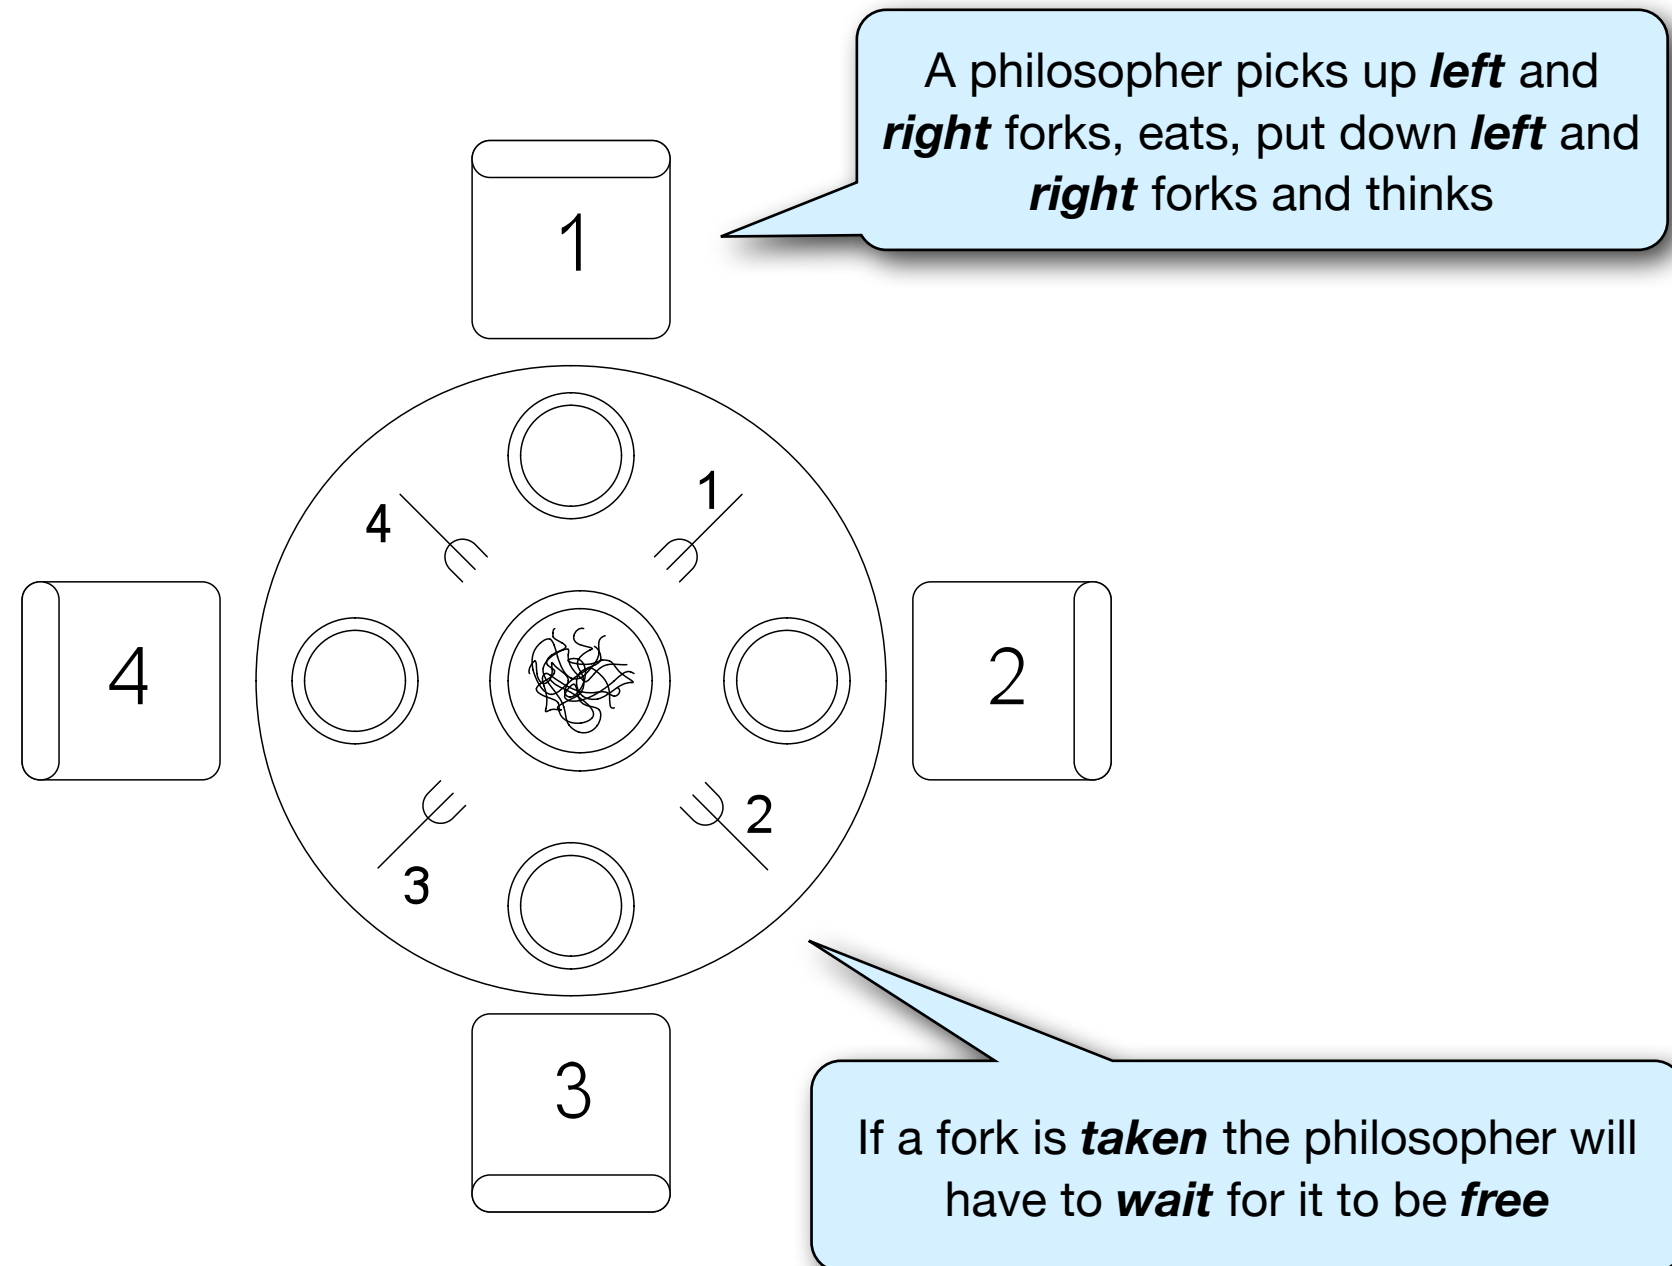 A philosopher picks up left and
right forks, eats, put down left and
right forks and thinks
1
1
4
4
2
2
3
3
If a fork is taken the philosopher will
have to wait for it to be free